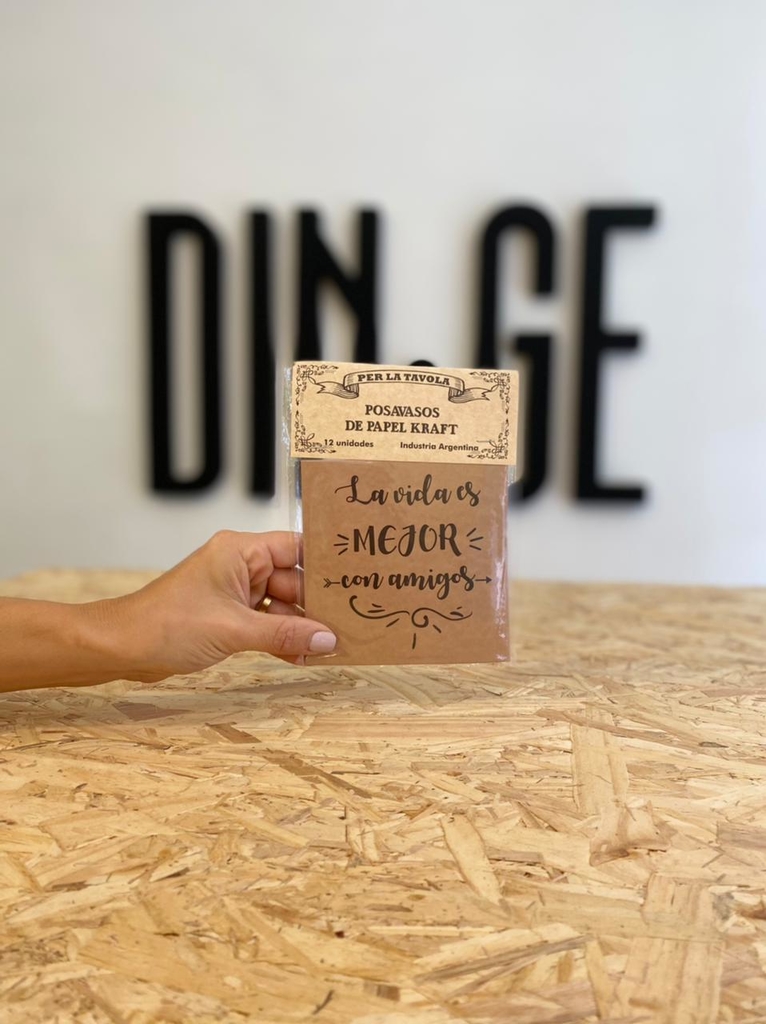 DIN.GE
PER LA TAVOLA
POSAVASOS
DE PAPEL KRAFT
12 unidades Industria Argentina
La vida es
MEJOR
con amigos